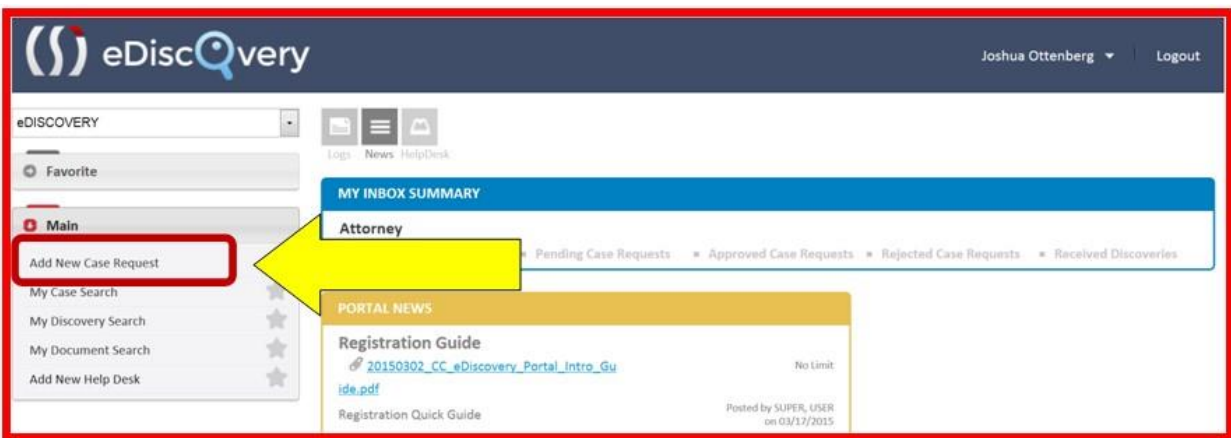 eDiscovery
Joshua Ottenberg
Logout
eDISCOVERY
Logs News HelpDesk
Favorite
MY INBOX SUMMARY
Main
Attorney
Add New Case Request
Pending Case Requests Approved Case Requests Rejected Case Requests Received Discoveries
My Case Search
My Discovery Search
PORTAL NEWS
My Document Search
Registration Guide
Add New Help Desk
20150302_CC_eDiscovery_Portal_Intro_Gu
No Limit
ide.pdf
Registration Quick Guide
Posted by SUPER, USER
on 03/17/2015